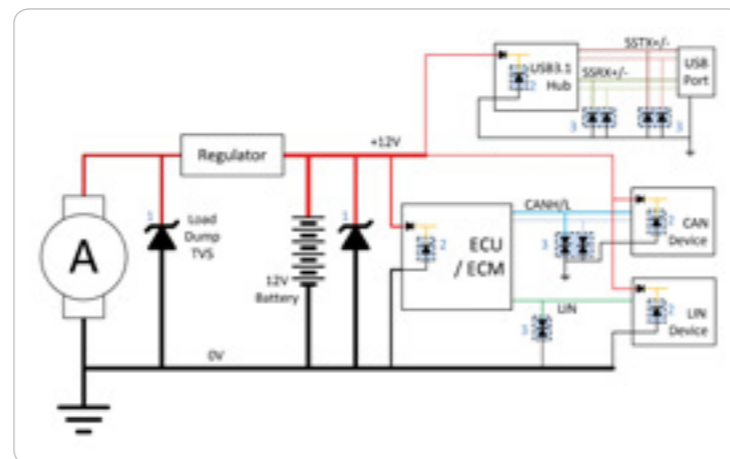 SSTX+/-
USB3.1
Hub
2
SSRX+/-
USB
Port
3
3
+12V
Regulator
1
Load
Dump
TVS
A
12V
Battery
1
2
ECU
/ ECM
CANH/L
3
2
CAN
Device
LIN
3
2
LIN
Device
0V